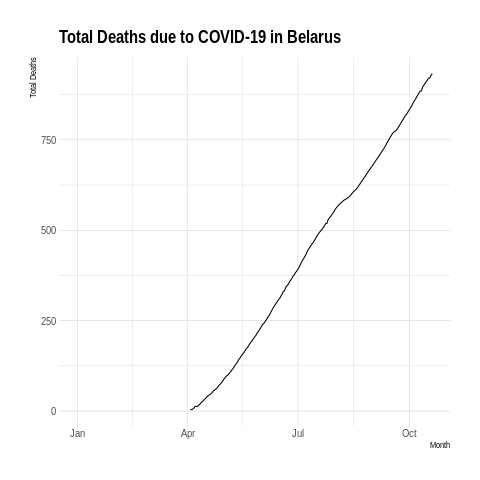 Total Deaths due to COVID-19 in Belarus
Total Deaths
750
500
250
0
Jan Apr Jul Oct
Month